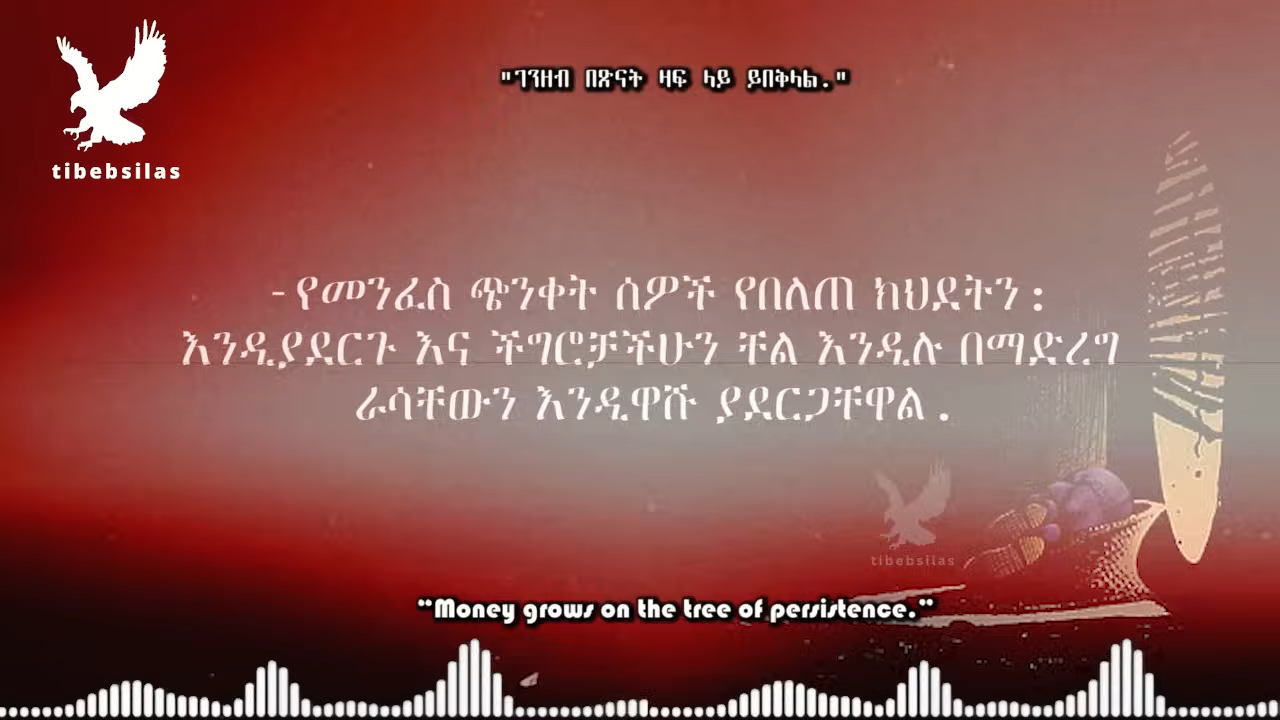 tibebsilas
"ገንዘብ በጽናት ዛፍ ላይ ይበቅላል."
- የመንፈስ ጭንቀት ሰዎች የበለጠ ክህደትን :
እንዲያደርጉ እና ችግሮቻችሁን ቸል እንዲሉ በማድረግ
ራሳቸውን እንዲዋሹ ያደርጋቸዋል .
tibebsilas
"Money grows on the tree of persistence."